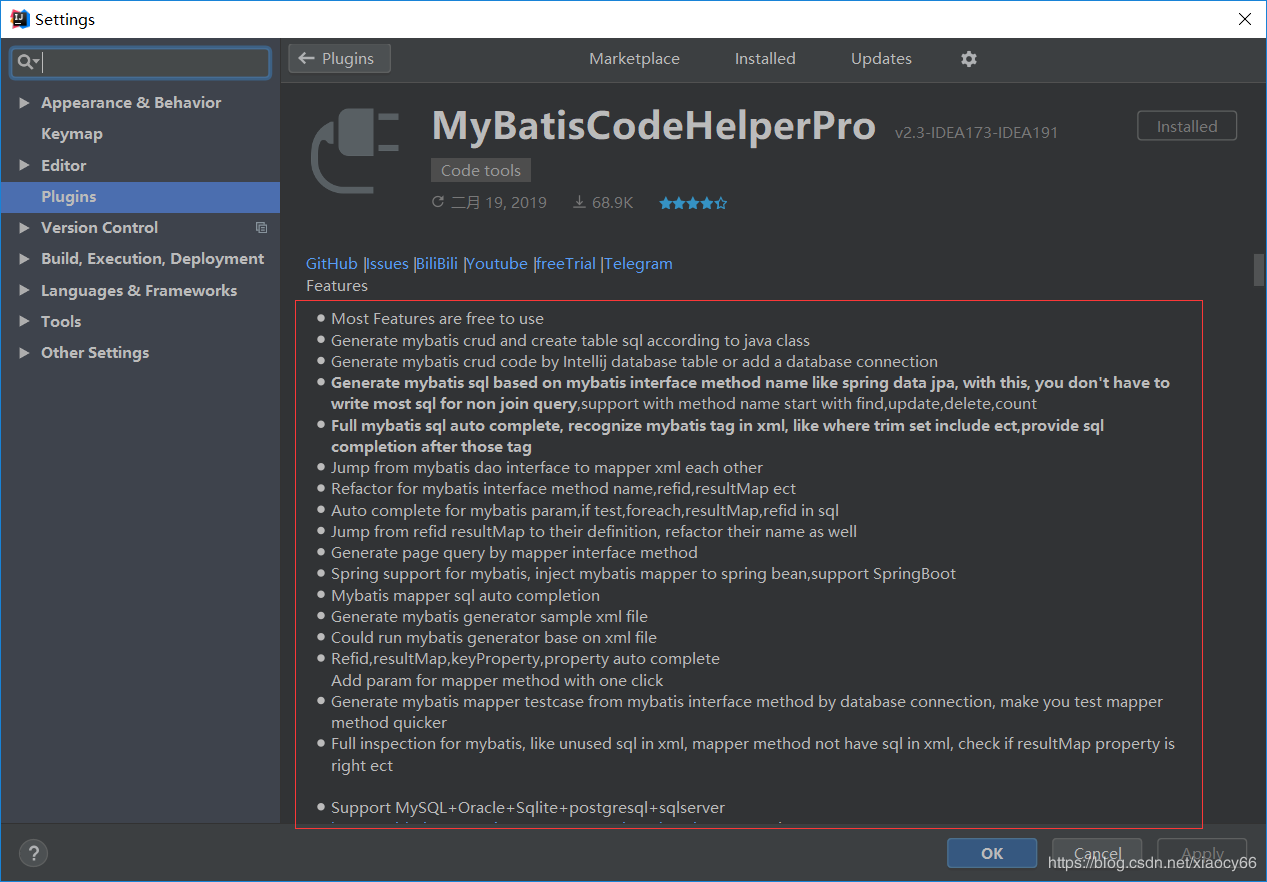 Settings
Plugins
Marketplace
Installed
Updates
Appearance & Behavior
Keymap
Editor
Plugins
Version Control
Build, Execution, Deployment
Languages & Frameworks
Tools
Other Settings
MyBatisCodeHelperPro v2.3-IDEA173-IDEA191
Installed
Code tools
二月 19, 2019 68.9K
GitHub |Issues |BiliBili |Youtube |freeTrial |Telegram
Features
Most Features are free to use
Generate mybatis crud and create table sql according to java class
Generate mybatis crud code by Intellij database table or add a database connection
Generate mybatis sql based on mybatis interface method name like spring data jpa, with this, you don't have to
write most sql for non join query,support with method name start with find,update,delete,count
Full mybatis sql auto complete, recognize mybatis tag in xml, like where trim set include ect,provide sql
completion after those tag
Jump from mybatis dao interface to mapper xml each other
Refactor for mybatis interface method name,refid,resultMap ect
Auto complete for mybatis param,if test,foreach,resultMap,refid in sql
Jump from refid resultMap to their definition, refactor their name as well
Generate page query by mapper interface method
Spring support for mybatis, inject mybatis mapper to spring bean,support SpringBoot
Mybatis mapper sql auto completion
Generate mybatis generator sample xml file
Could run mybatis generator base on xml file
Refid,resultMap,keyProperty,property auto complete
Add param for mapper method with one click
Generate mybatis mapper testcase from mybatis interface method by database connection, make you test mapper
method quicker
Full inspection for mybatis, like unused sql in xml, mapper method not have sql in xml, check if resultMap property is
right ect
Support MySQL+Oracle+Sqlite+postgresql+sqlserver
?
OK
Cancel
Apply
https://blog.csdn.net/xiaocy66